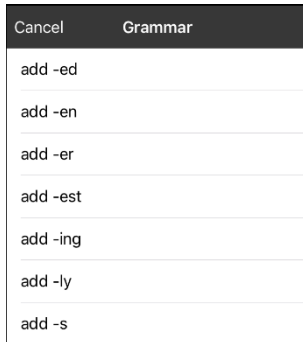 Cancel Grammar
add -ed
add -en
add -er
add -est
add -ing
add -ly
add -s